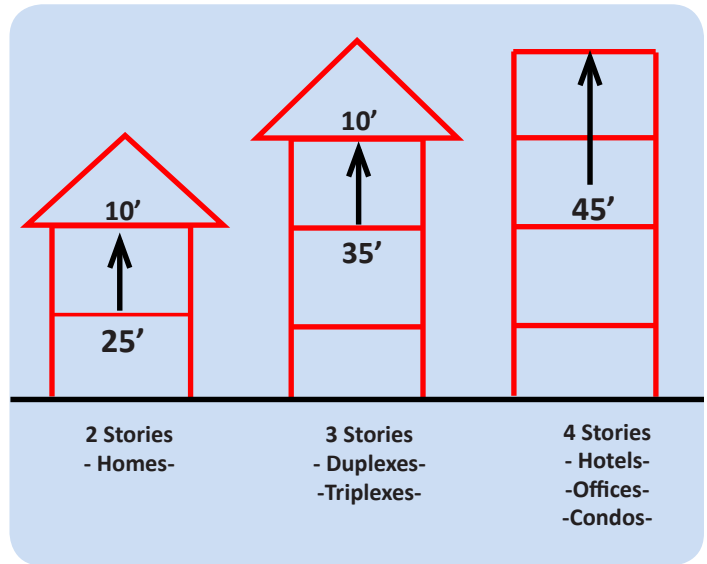 10’
25’
2 Stories
- Homes-
10’
35’
3 Stories
- Duplexes-
-Triplexes-
45’
4 Stories
- Hotels-
-Offices-
-Condos-